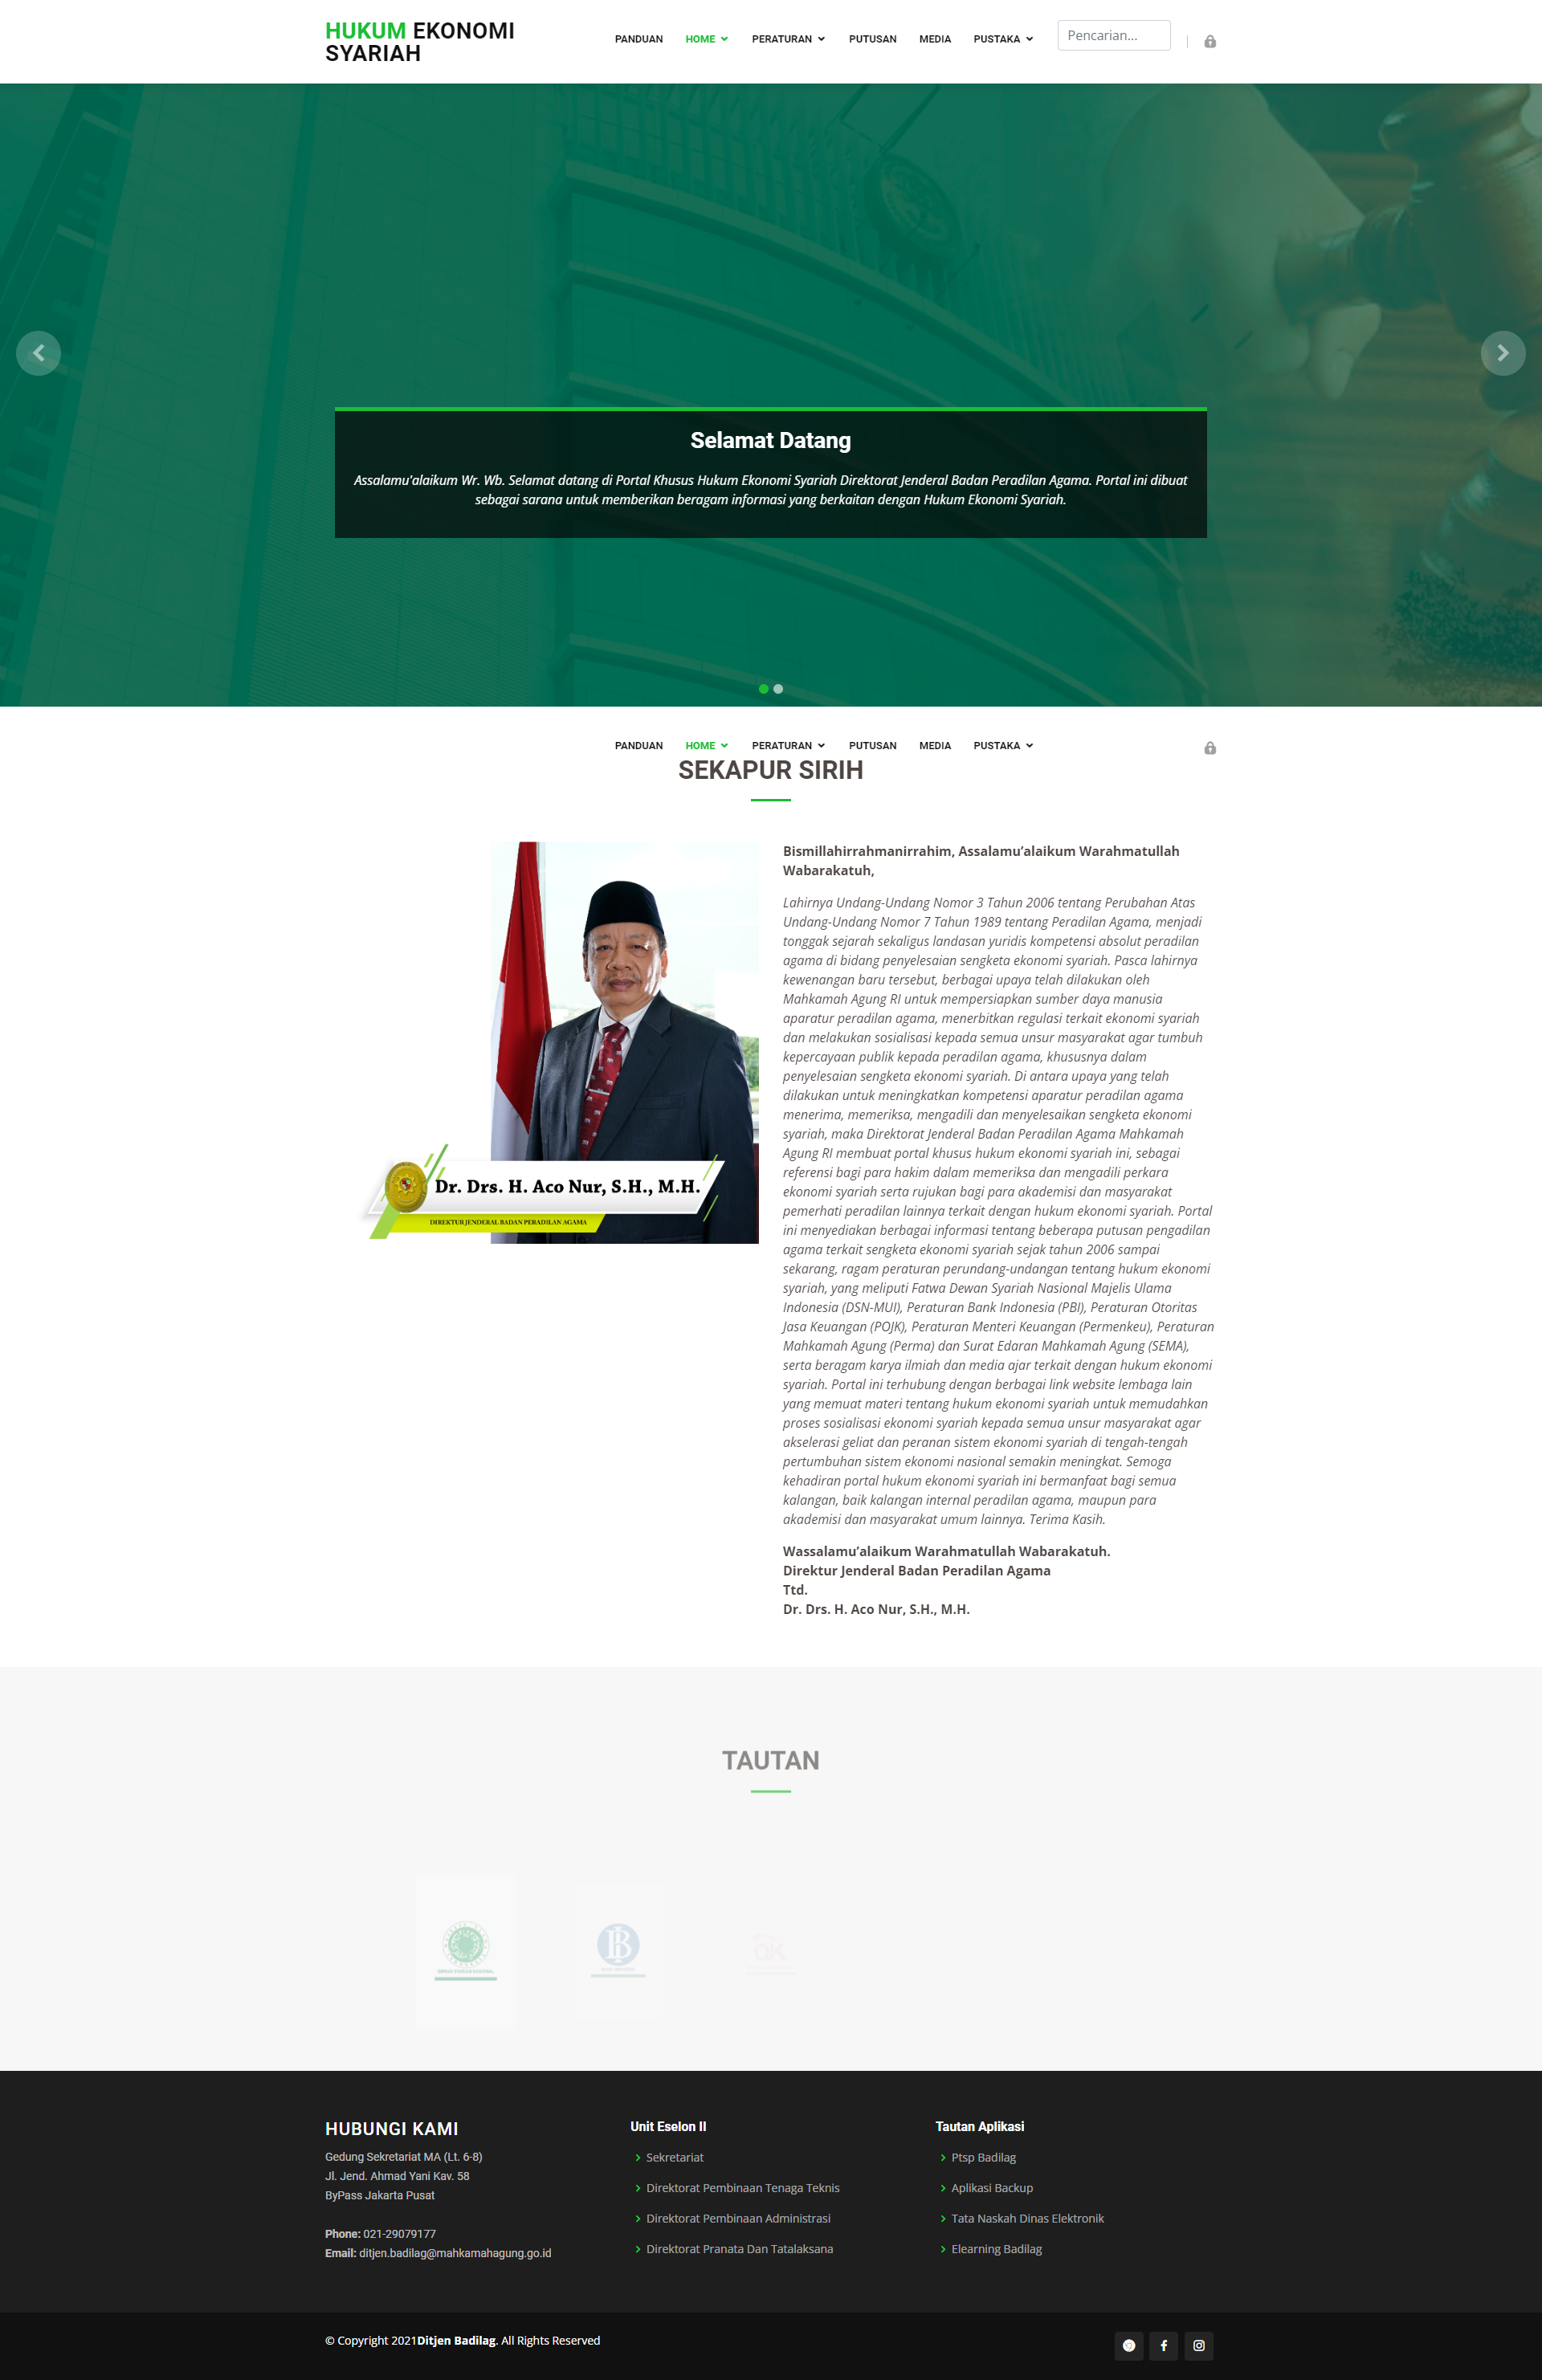 HUKUM EKONOMI
SYARIAH
PANDUAN HOME PERATURAN PUTUSAN MEDIA PUSTAKA Pencarian...
Selamat Datang
Assalamu'alaikum Wr. Wb. Selamat datang di Portal Khusus Hukum Ekonomi Syariah Direktorat Jenderal Badan Peradilan Agama. Portal ini dibuat
sebagai sarana untuk memberikan beragam informasi yang berkaitan dengan Hukum Ekonomi Syariah.
PANDUAN HOME PERATURAN PUTUSAN MEDIA PUSTAKA
SEKAPUR SIRIH
Dr. Drs. H. Aco Nur, S.H., M.H.
DIREKTUR JENDERAL BADAN PERADILAN AGAMA
Bismillahirrahmanirrahim, Assalamu’alaikum Warahmatullah
Wabarakatuh,
Lahirnya Undang-Undang Nomor 3 Tahun 2006 tentang Perubahan Atas
Undang-Undang Nomor 7 Tahun 1989 tentang Peradilan Agama, menjadi
tonggak sejarah sekaligus landasan yuridis kompetensi absolut peradilan
agama di bidang penyelesaian sengketa ekonomi syariah. Pasca lahirnya
kewenangan baru tersebut, berbagai upaya telah dilakukan oleh
Mahkamah Agung RI untuk mempersiapkan sumber daya manusia
aparatur peradilan agama, menerbitkan regulasi terkait ekonomi syariah
dan melakukan sosialisasi kepada semua unsur masyarakat agar tumbuh
kepercayaan publik kepada peradilan agama, khususnya dalam
penyelesaian sengketa ekonomi syariah. Di antara upaya yang telah
dilakukan untuk meningkatkan kompetensi aparatur peradilan agama
menerima, memeriksa, mengadili dan menyelesaikan sengketa ekonomi
syariah, maka Direktorat Jenderal Badan Peradilan Agama Mahkamah
Agung RI membuat portal khusus hukum ekonomi syariah ini, sebagai
referensi bagi para hakim dalam memeriksa dan mengadili perkara
ekonomi syariah serta rujukan bagi para akademisi dan masyarakat
pemerhati peradilan lainnya terkait dengan hukum ekonomi syariah. Portal
ini menyediakan berbagai informasi tentang beberapa putusan pengadilan
agama terkait sengketa ekonomi syariah sejak tahun 2006 sampai
sekarang, ragam peraturan perundang-undangan tentang hukum ekonomi
syariah, yang meliputi Fatwa Dewan Syariah Nasional Majelis Ulama
Indonesia (DSN-MUI), Peraturan Bank Indonesia (PBI), Peraturan Otoritas
Jasa Keuangan (POJK), Peraturan Menteri Keuangan (Permenkeu), Peraturan
Mahkamah Agung (Perma) dan Surat Edaran Mahkamah Agung (SEMA),
serta beragam karya ilmiah dan media ajar terkait dengan hukum ekonomi
syariah. Portal ini terhubung dengan berbagai link website lembaga lain
yang memuat materi tentang hukum ekonomi syariah untuk memudahkan
proses sosialisasi ekonomi syariah kepada semua unsur masyarakat agar
akselerasi geliat dan peranan sistem ekonomi syariah di tengah-tengah
pertumbuhan sistem ekonomi nasional semakin meningkat. Semoga
kehadiran portal hukum ekonomi syariah ini bermanfaat bagi semua
kalangan, baik kalangan internal peradilan agama, maupun para
akademisi dan masyarakat umum lainnya. Terima Kasih.
Wassalamu’alaikum Warahmatullah Wabarakatuh.
Direktur Jenderal Badan Peradilan Agama
Ttd.
Dr. Drs. H. Aco Nur, S.H., M.H.
TAUTAN
HUBUNGI KAMI
Gedung Sekretariat MA (Lt. 6-8)
Jl. Jend. Ahmad Yani Kav. 58
ByPass Jakarta Pusat
Phone: 021-29079177
Email: ditjen.badilag@mahkamahagung.go.id
Unit Eselon II
Sekretariat
Direktorat Pembinaan Tenaga Teknis
Direktorat Pembinaan Administrasi
Direktorat Pranata Dan Tatalaksana
Tautan Aplikasi
Ptsp Badilag
Aplikasi Backup
Tata Naskah Dinas Elektronik
Elearning Badilag
© Copyright 2021Ditjen Badilag. All Rights Reserved